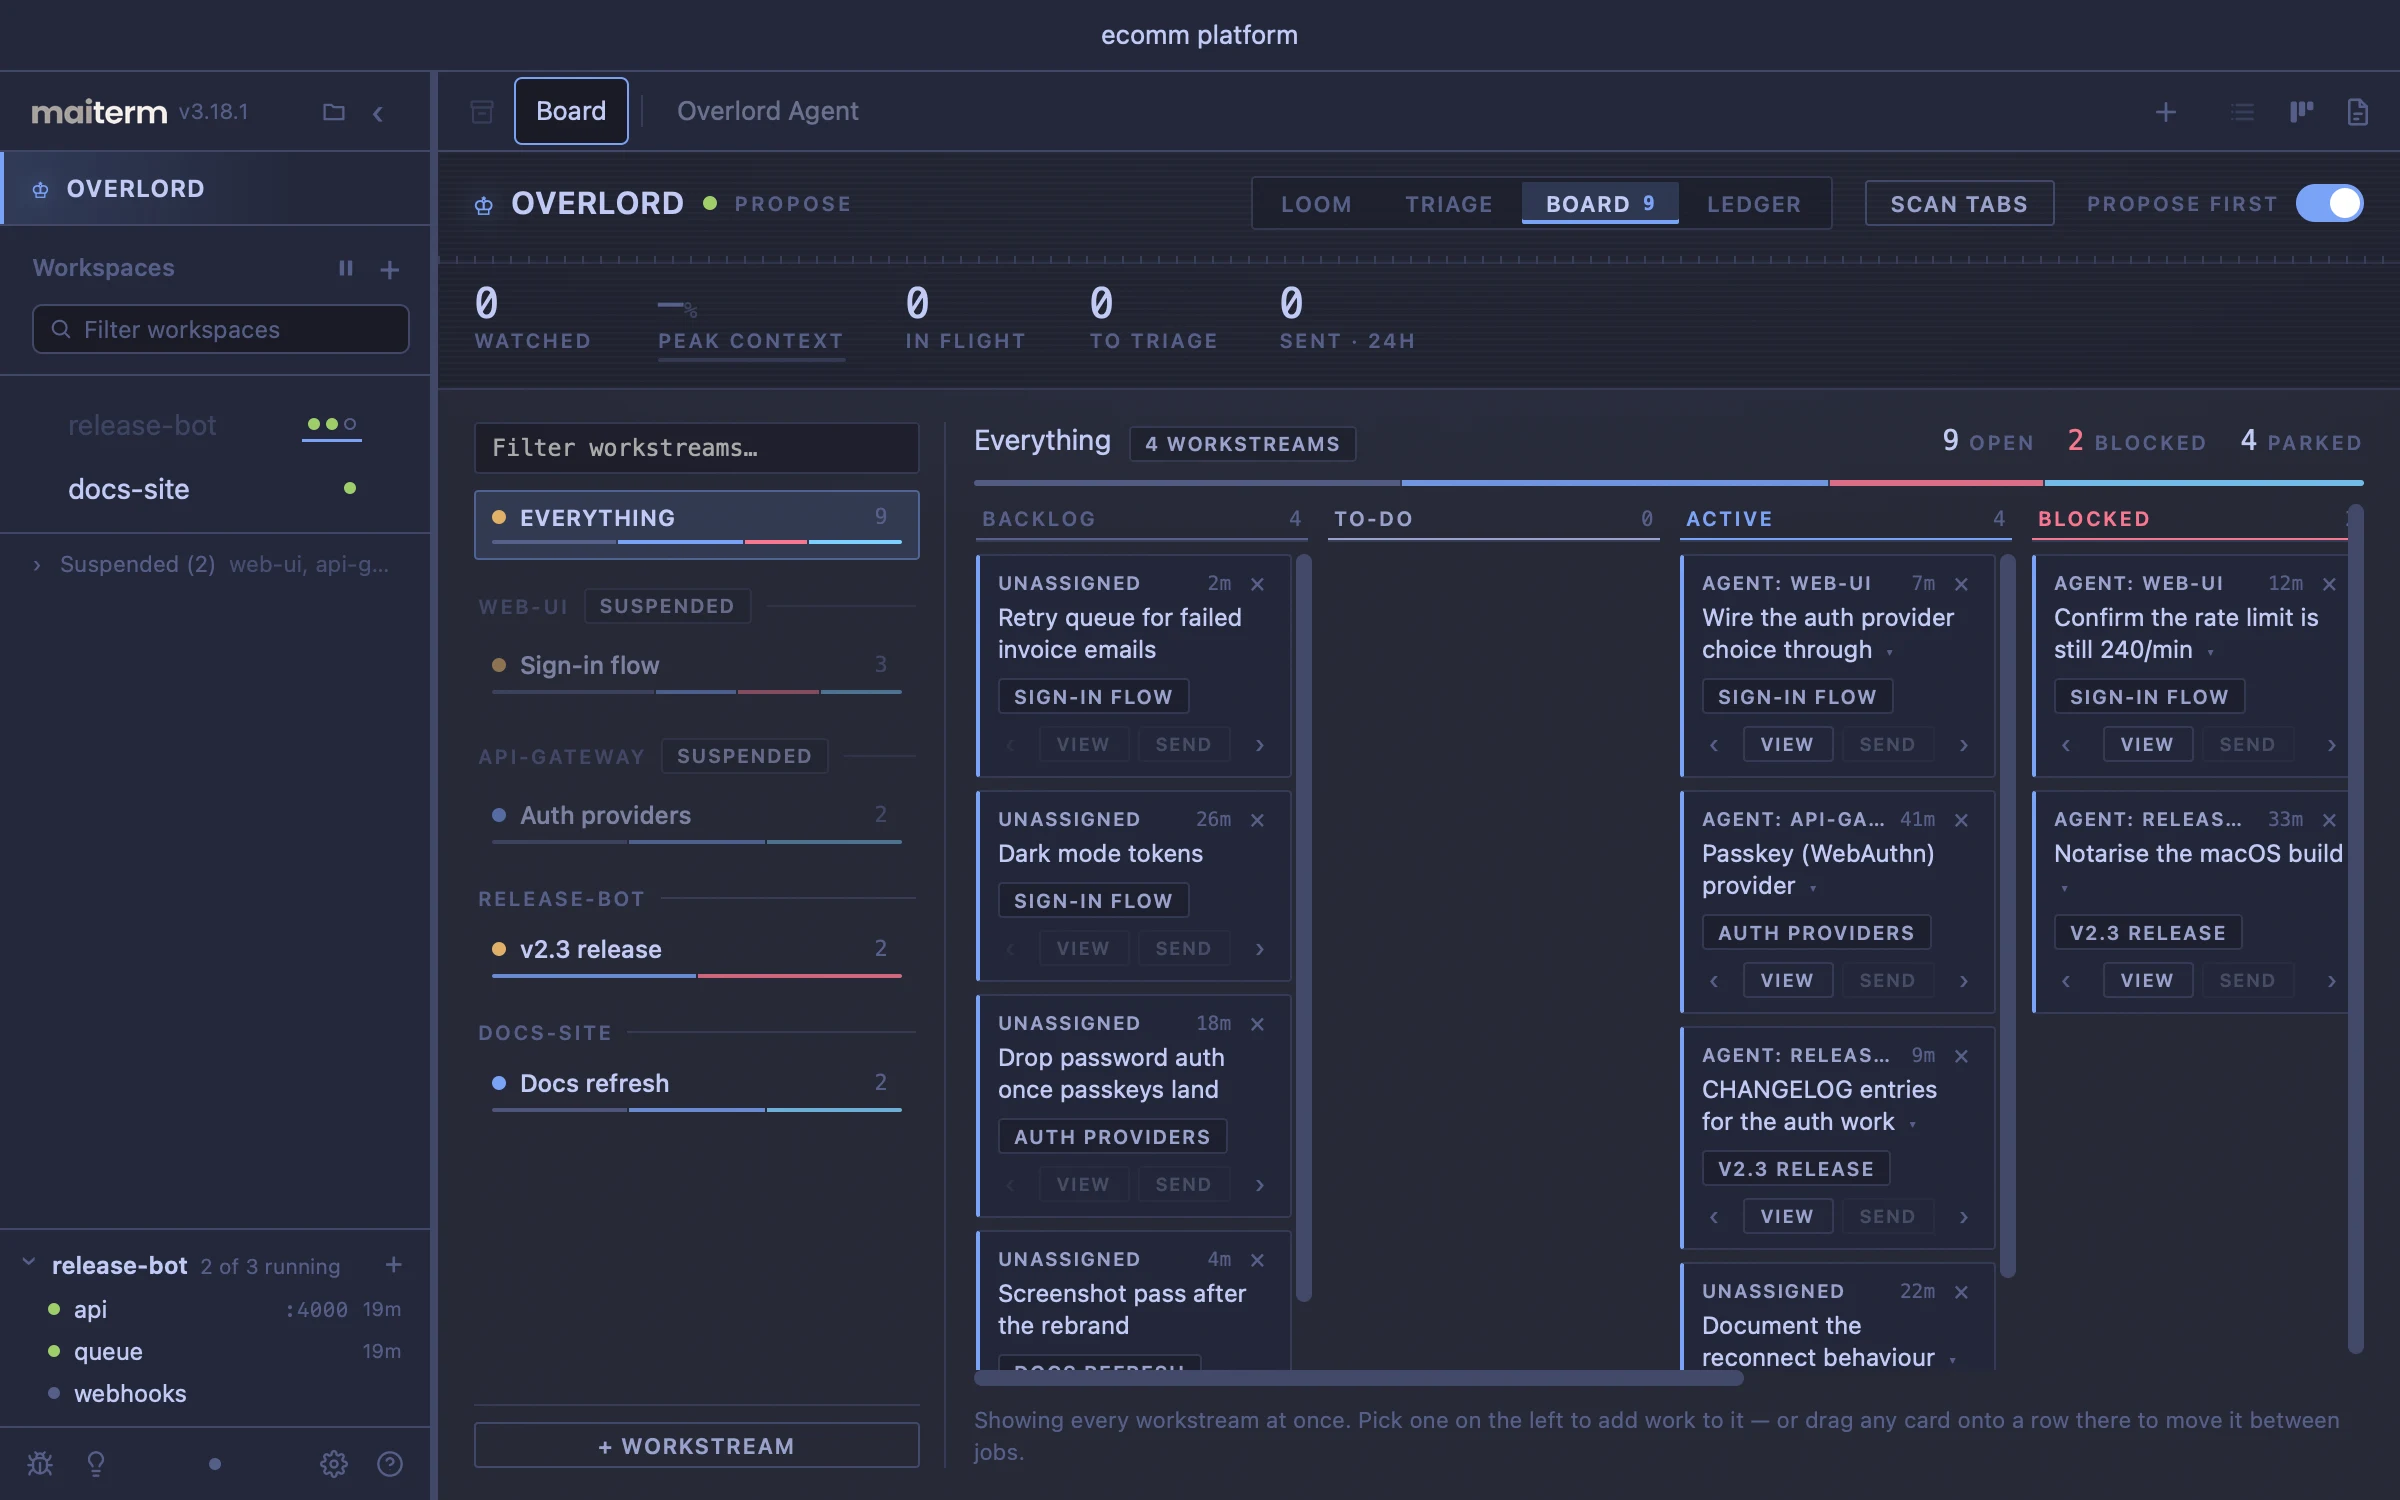 ecomm platform
maiterm v3.18.1
OVERLORD
Workspaces
Filter workspaces
release-bot
docs-site
Suspended (2) web-ui, api-g...
release-bot 2 of 3 running
api :4000 19m
queue 19m
webhooks
Board
Overlord Agent
OVERLORD PROPOSE
LOOM TRIAGE BOARD 9 LEDGER
SCAN TABS
PROPOSE FIRST
0 WATCHED
—% PEAK CONTEXT
0 IN FLIGHT
0 TO TRIAGE
0 SENT · 24H
Filter workstreams…
EVERYTHING 9
WEB-UI SUSPENDED
Sign-in flow 3
API-GATEWAY SUSPENDED
Auth providers 2
RELEASE-BOT
v2.3 release 2
DOCS-SITE
Docs refresh 2
+ WORKSTREAM
Everything 4 WORKSTREAMS
9 OPEN 2 BLOCKED 4 PARKED
BACKLOG 4
UNASSIGNED 2m ×
Retry queue for failed
invoice emails
SIGN-IN FLOW
‹ VIEW SEND ›
UNASSIGNED 26m ×
Dark mode tokens
SIGN-IN FLOW
‹ VIEW SEND ›
UNASSIGNED 18m ×
Drop password auth
once passkeys land
AUTH PROVIDERS
‹ VIEW SEND ›
UNASSIGNED 4m ×
Screenshot pass after
the rebrand
DOCS REFRESH
TO-DO 0
ACTIVE 4
AGENT: WEB-UI 7m ×
Wire the auth provider
choice through
SIGN-IN FLOW
‹ VIEW SEND ›
AGENT: API-GA... 41m ×
Passkey (WebAuthn)
provider
AUTH PROVIDERS
‹ VIEW SEND ›
AGENT: RELEAS... 9m ×
CHANGELOG entries
for the auth work
V2.3 RELEASE
‹ VIEW SEND ›
UNASSIGNED 22m ×
Document the
reconnect behaviour
BLOCKED
AGENT: WEB-UI 12m ×
Confirm the rate limit is
still 240/min
SIGN-IN FLOW
‹ VIEW SEND ›
AGENT: RELEAS... 33m ×
Notarise the macOS build
V2.3 RELEASE
‹ VIEW SEND ›
Showing every workstream at once. Pick one on the left to add work to it — or drag any card onto a row there to move it between
jobs.